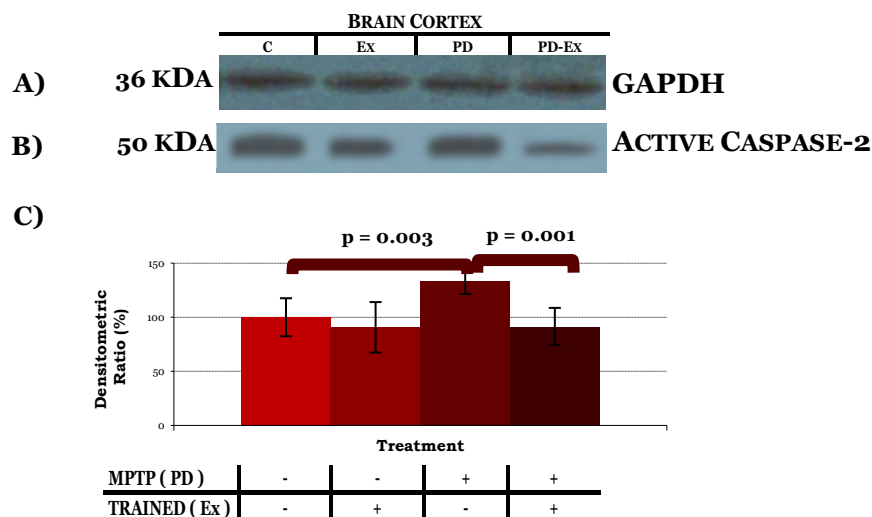 BRAIN CORTEX
C EX PD PD-EX
A) 36 KDA GAPDH
B) 50 KDA ACTIVE CASPASE-2
C)
p = 0.003 p = 0.001
Densitometric
Ratio (%)
150
100
50
0
Treatment
MPTP ( PD ) - - + +
TRAINED ( Ex ) - + - +